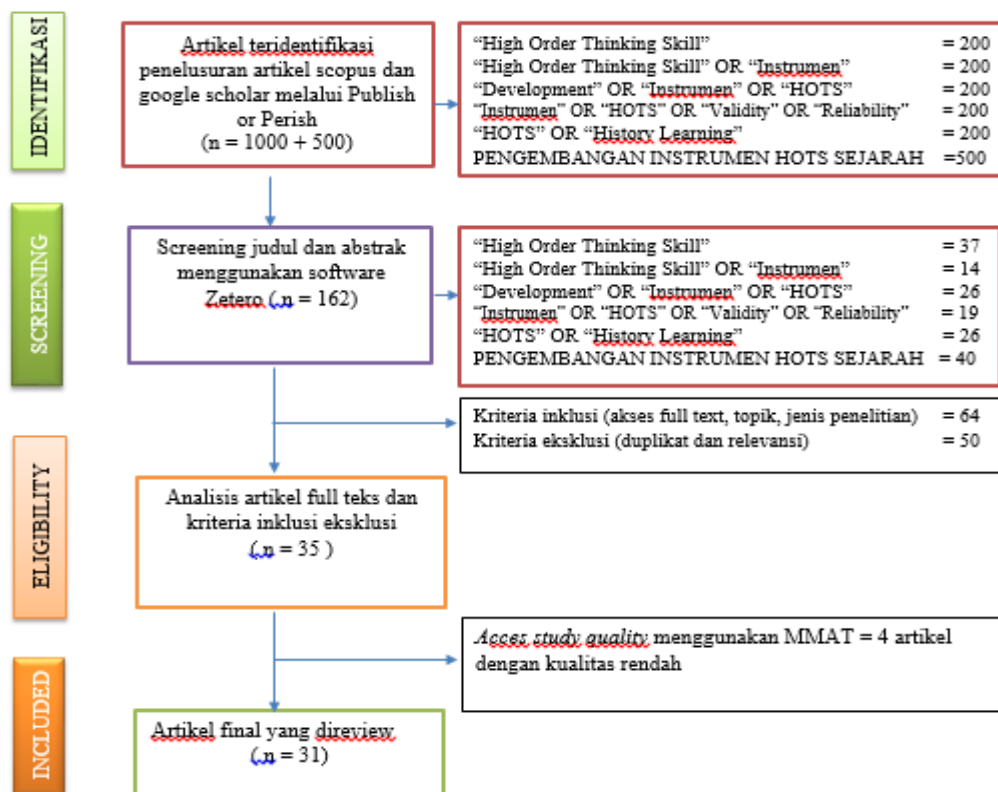 IDENTIFIKASI
Artikel teridentifikasi
penelusuran artikel scopus dan
google scholar melalui Publish
or Perish
(n = 1000 + 500)
“High Order Thinking Skill” = 200
“High Order Thinking Skill” OR “Instrumen” = 200
“Development” OR “Instrumen” OR “HOTS” = 200
“Instrumen” OR “HOTS” OR “Validity” OR “Reliability” = 200
“HOTS” OR “History Learning” = 200
PENGEMBANGAN INSTRUMEN HOTS SEJARAH =500
SCREENING
Screening judul dan abstrak
menggunakan software
Zetero ( n = 162)
“High Order Thinking Skill” = 37
“High Order Thinking Skill” OR “Instrumen” = 14
“Development” OR “Instrumen” OR “HOTS” = 26
“Instrumen” OR “HOTS” OR “Validity” OR “Reliability” = 19
“HOTS” OR “History Learning” = 26
PENGEMBANGAN INSTRUMEN HOTS SEJARAH = 40
Kriteria inklusi (akses full text, topik, jenis penelitian) = 64
Kriteria eksklusi (duplikat dan relevansi) = 50
ELIGIBILITY
Analisis artikel full teks dan
kriteria inklusi eksklusi
( n = 35 )
Acces study quality menggunakan MMAT = 4 artikel
dengan kualitas rendah
INCLUDED
Artikel final yang direview
( n = 31)